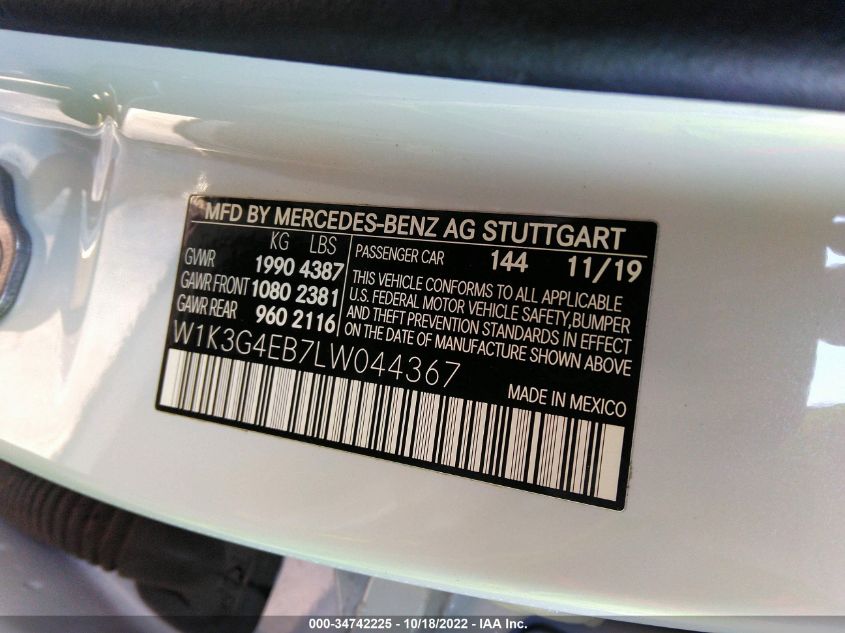 MFD BY MERCEDES-BENZ AG STUTTGART
KG LBS
GVWR 1990 4387
GAWR FRONT 1080 2381
GAWR REAR 960 2116
PASSENGER CAR 144 11/19
THIS VEHICLE CONFORMS TO ALL APPLICABLE
U.S. FEDERAL MOTOR VEHICLE SAFETY,BUMPER
AND THEFT PREVENTION STANDARDS IN EFFECT
ON THE DATE OF MANUFACTURE SHOWN ABOVE
W1K3G4EB7LW044367
MADE IN MEXICO
000-34742225 - 10/18/2022 - IAA Inc.